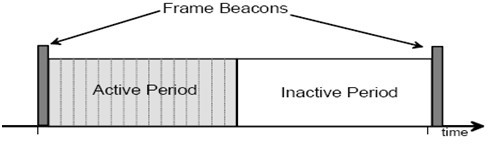 Frame Beacons
Active Period
Inactive Period
time